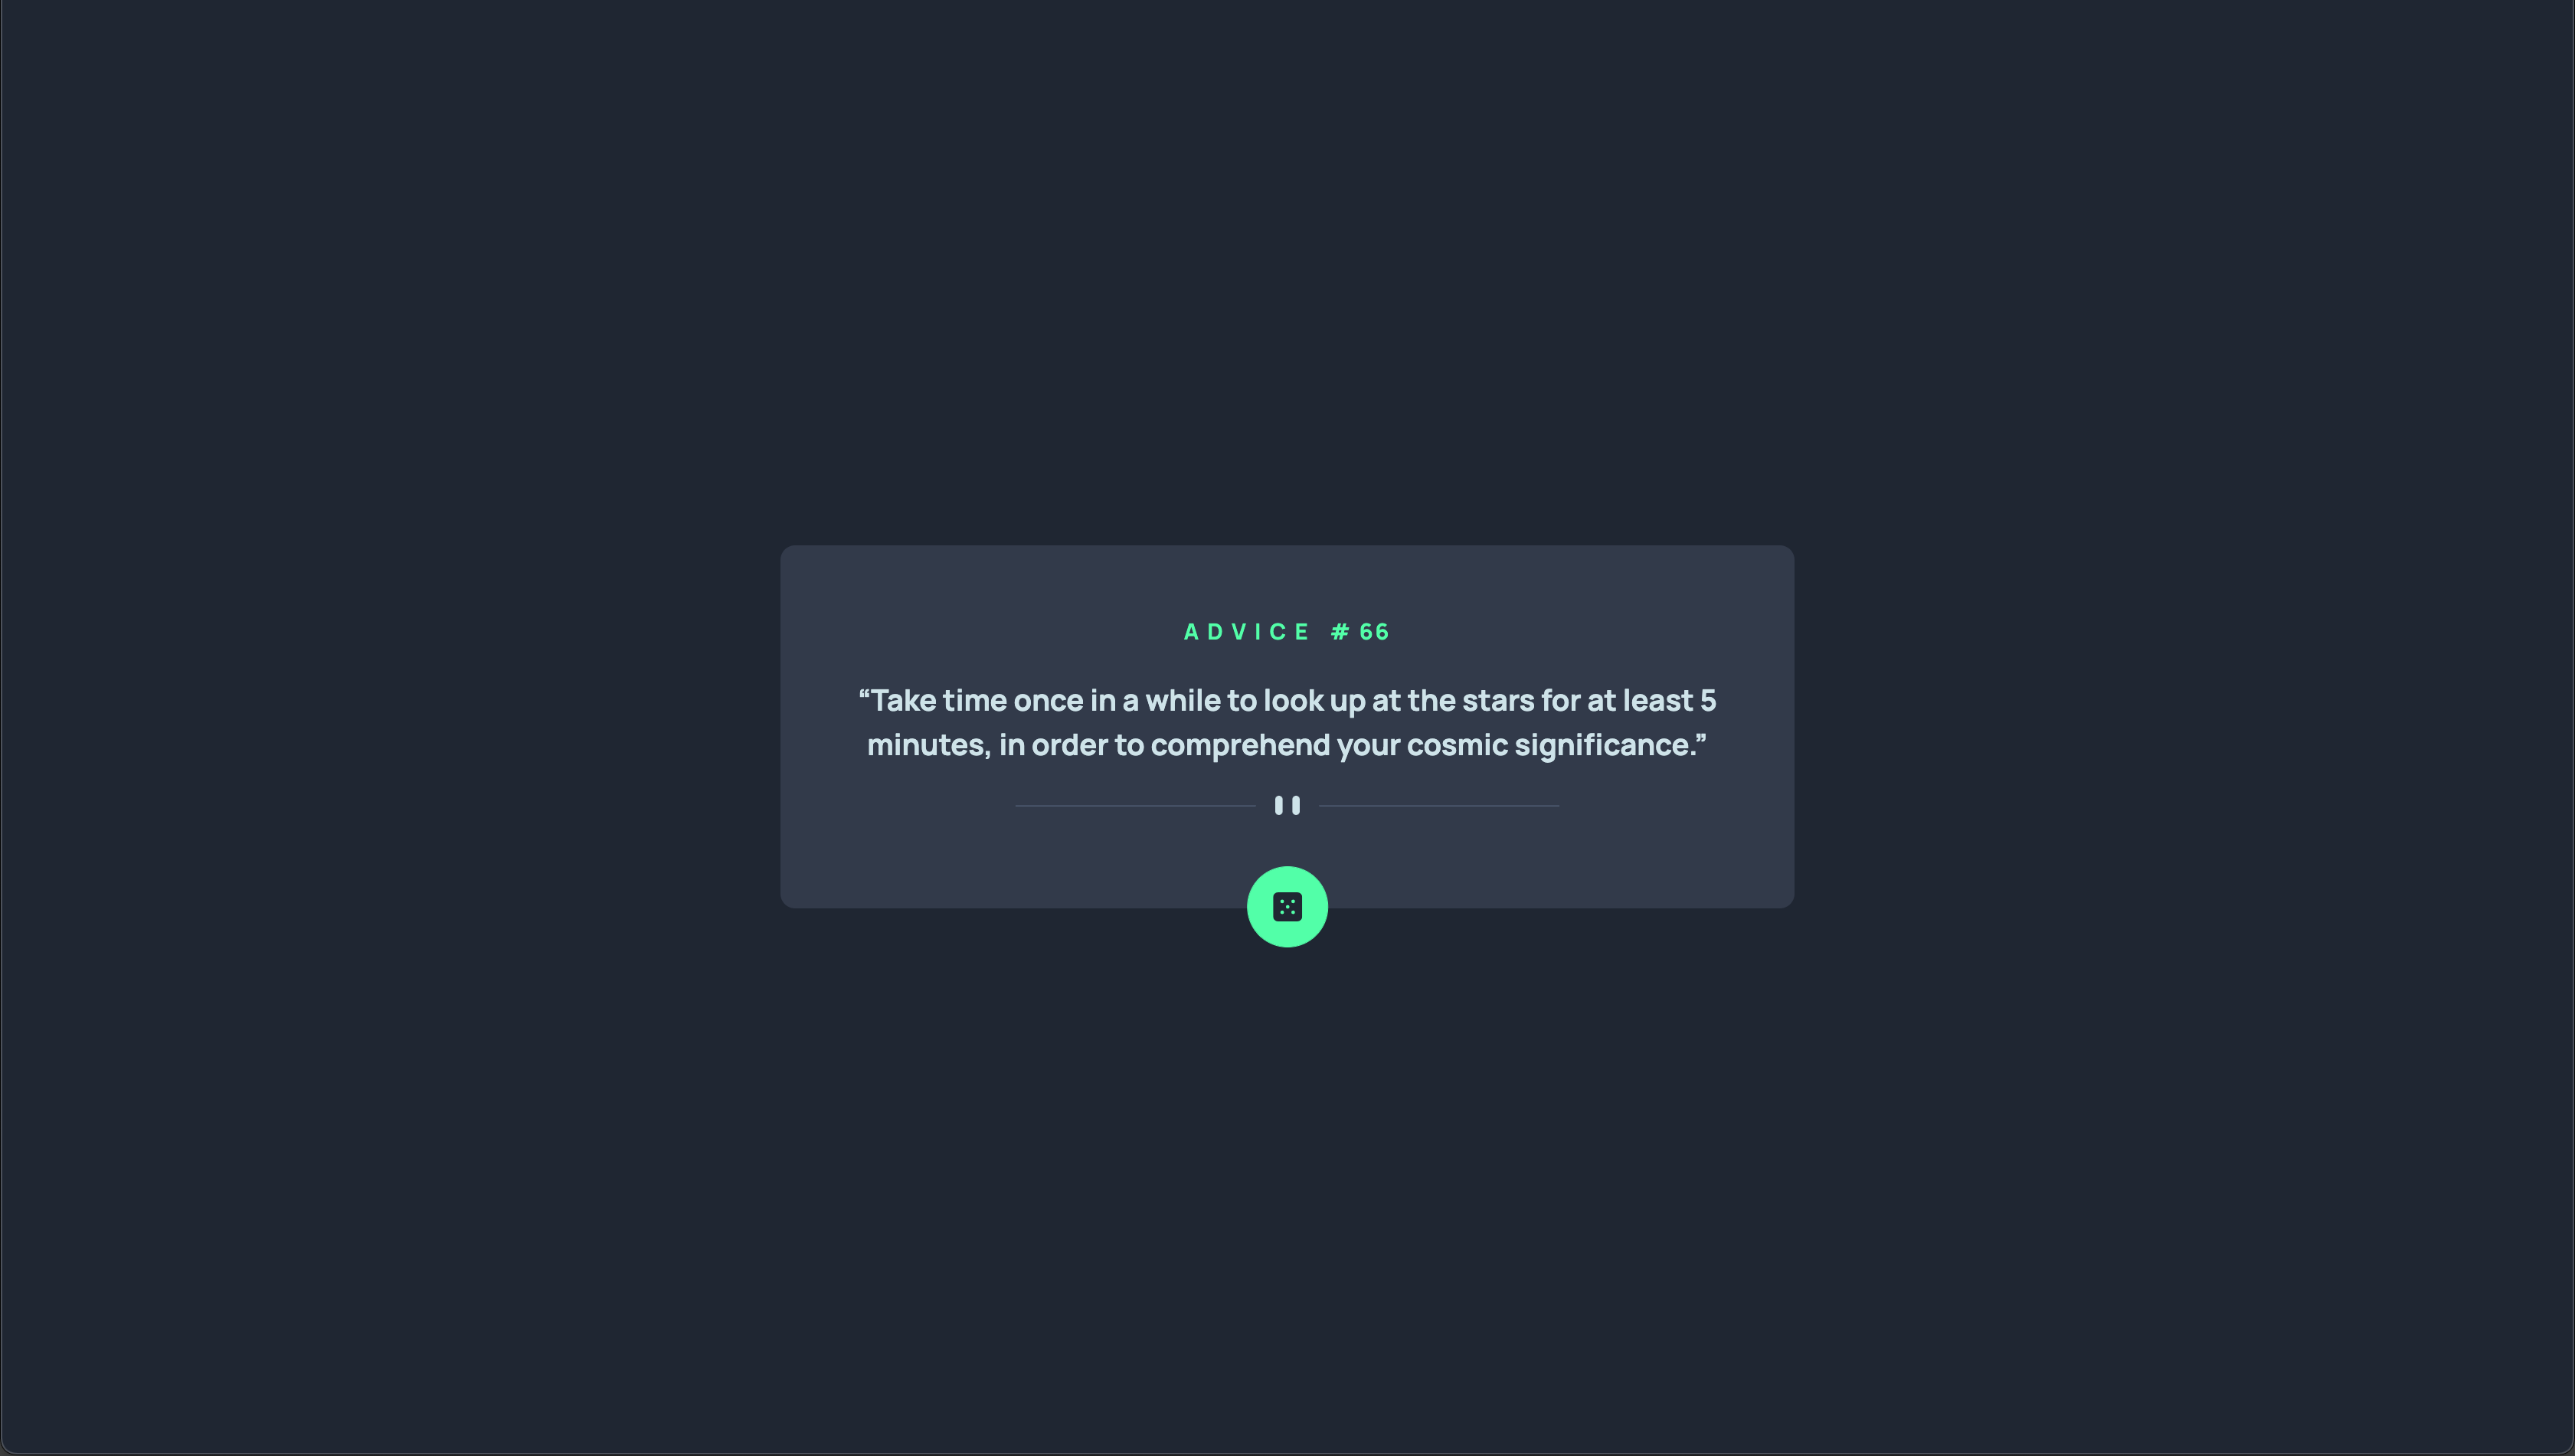 ADVICE #66
“Take time once in a while to look up at the stars for at least 5
minutes, in order to comprehend your cosmic significance.”